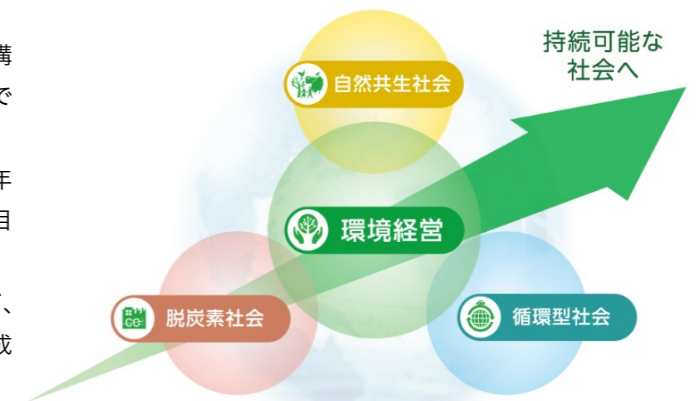 構
で
年
目
、
成
持続可能な
社会へ
自然共生社会
環境経営
脱炭素社会
CO₂
循環型社会